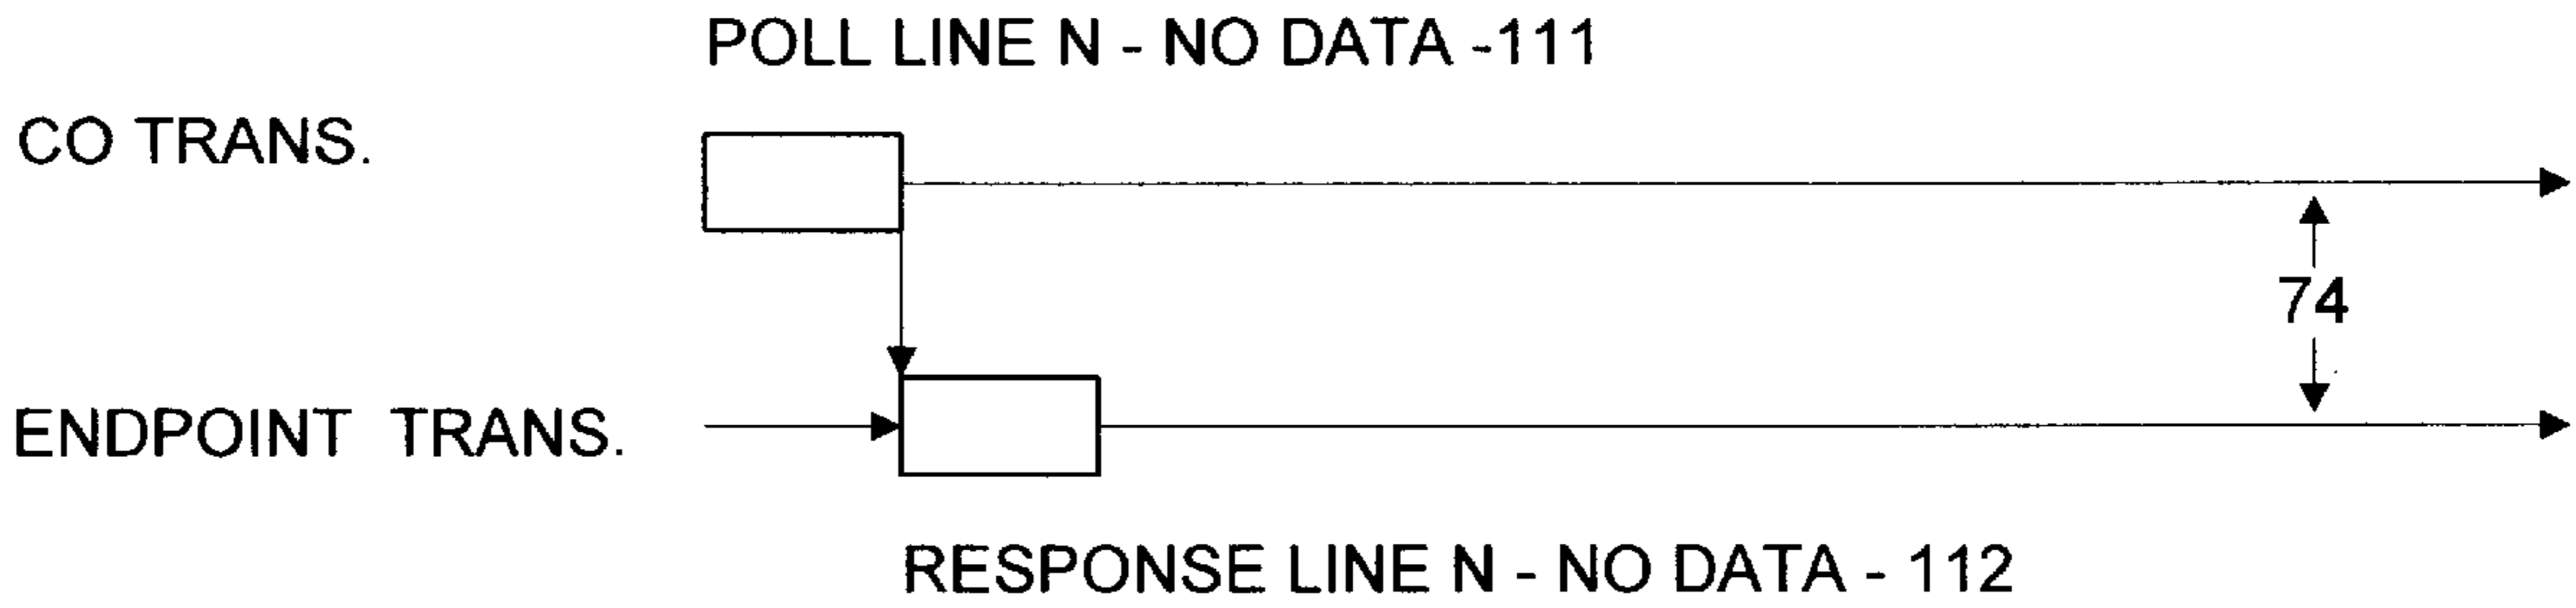 POLL LINE N - NO DATA -111
CO TRANS.
74
ENDPOINT TRANS.
RESPONSE LINE N - NO DATA - 112